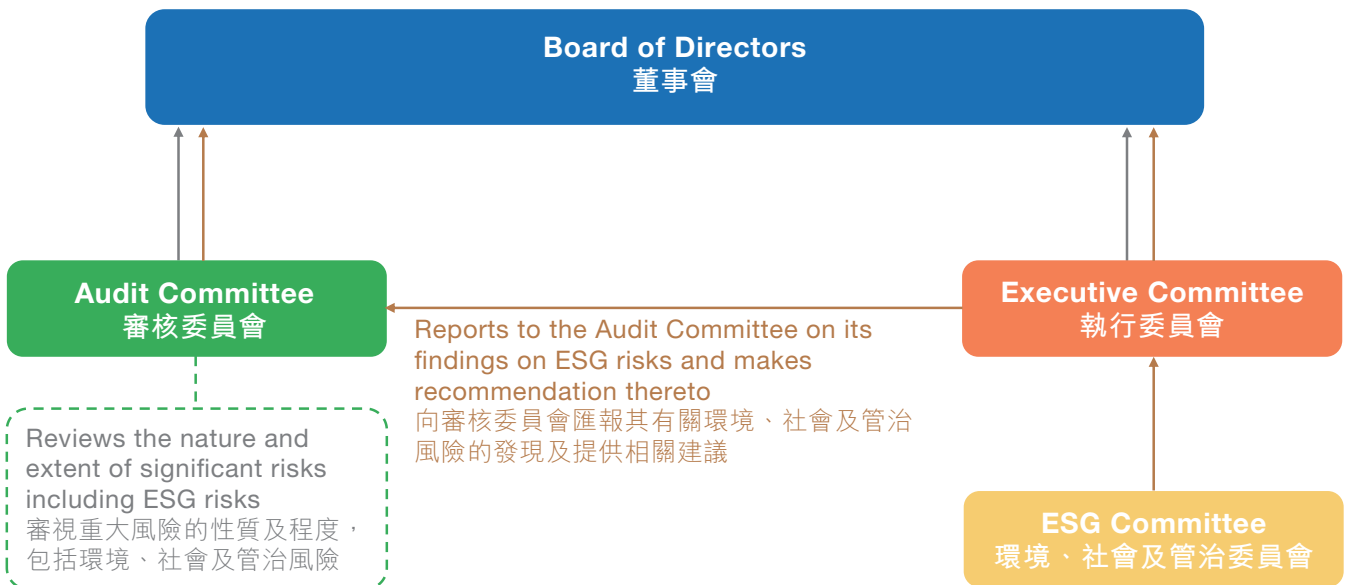 Board of Directors
董事會
Audit Committee
審核委員會
Executive Committee
執行委員會
Reports to the Audit Committee on its
findings on ESG risks and makes
recommendation thereto
向審核委員會匯報其有關環境、社會及管治
風險的發現及提供相關建議
Reviews the nature and
extent of significant risks
including ESG risks
審視重大風險的性質及程度，
包括環境、社會及管治風險
ESG Committee
環境、社會及管治委員會